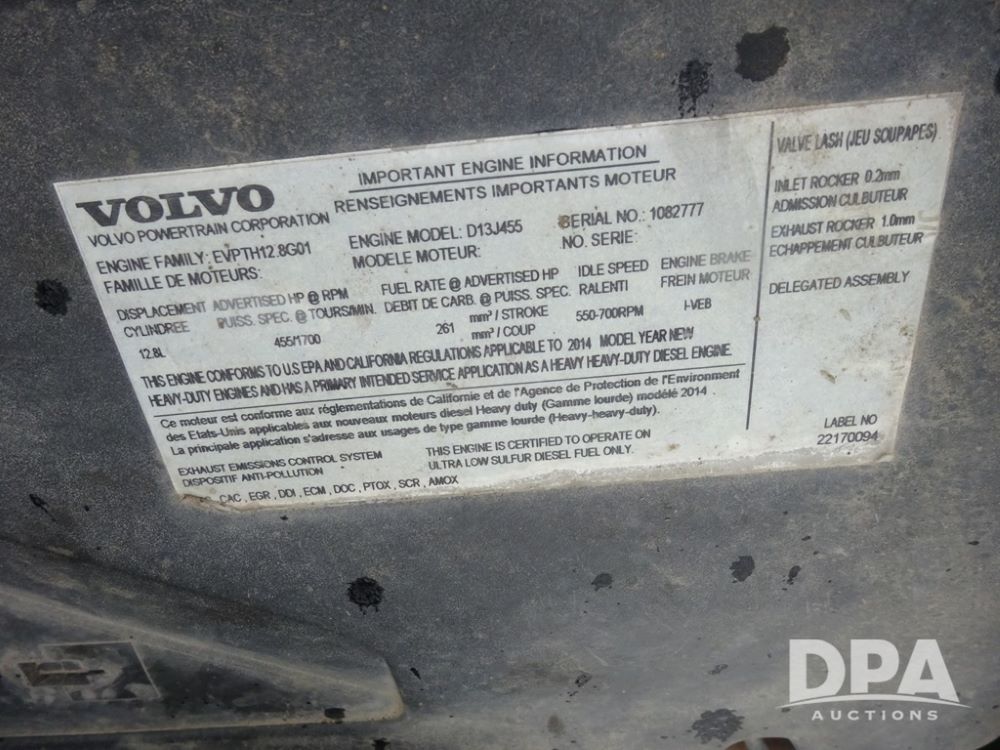 VOLVO
VOLVO POWERTRAIN CORPORATION
IMPORTANT ENGINE INFORMATION
RENSEIGNEMENTS IMPORTANTS MOTEUR
ENGINE FAMILY: EVPTH12.8G01
FAMILLE DE MOTEURS:
ENGINE MODEL: D13J455
MODELE MOTEUR:
SERIAL NO.: 1082777
NO. SERIE:
DISPLACEMENT
CYLINDREE
12.8L
ADVERTISED HP @ RPM
PUISS. SPEC. @ TOURS/MIN.
455/1700
FUEL RATE @ ADVERTISED HP
DEBIT DE CARB. @ PUISS. SPEC.
261 mm³ / STROKE
mm³ / COUP
IDLE SPEED
RALENTI
550-700RPM
ENGINE BRAKE
FREIN MOTEUR
I-VEB
THIS ENGINE CONFORMS TO U.S EPA AND CALIFORNIA REGULATIONS APPLICABLE TO 2014 MODEL YEAR NEW
HEAVY-DUTY ENGINES AND HAS A PRIMARY INTENDED SERVICE APPLICATION AS A HEAVY HEAVY-DUTY DIESEL ENGINE.
Ce moteur est conforme aux réglementations de Californie et de l'Agence de Protection de l'Environment
des Etats-Unis applicables aux nouveaux moteurs diesel Heavy duty (Gamme lourde) modélé 2014
La principale application s'adresse aux usages de type gamme lourde (Heavy-heavy-duty).
EXHAUST EMISSIONS CONTROL SYSTEM
DISPOSITIF ANTI-POLLUTION
CAC , EGR , DDI , ECM , DOC , PTOX , SCR , AMOX
THIS ENGINE IS CERTIFIED TO OPERATE ON
ULTRA LOW SULFUR DIESEL FUEL ONLY.
VALVE LASH (JEU SOUPAPES)
INLET ROCKER 0.2mm
ADMISSION CULBUTEUR
EXHAUST ROCKER 1.0mm
ECHAPPEMENT CULBUTEUR
DELEGATED ASSEMBLY
LABEL NO
22170094
DPA
AUCTIONS